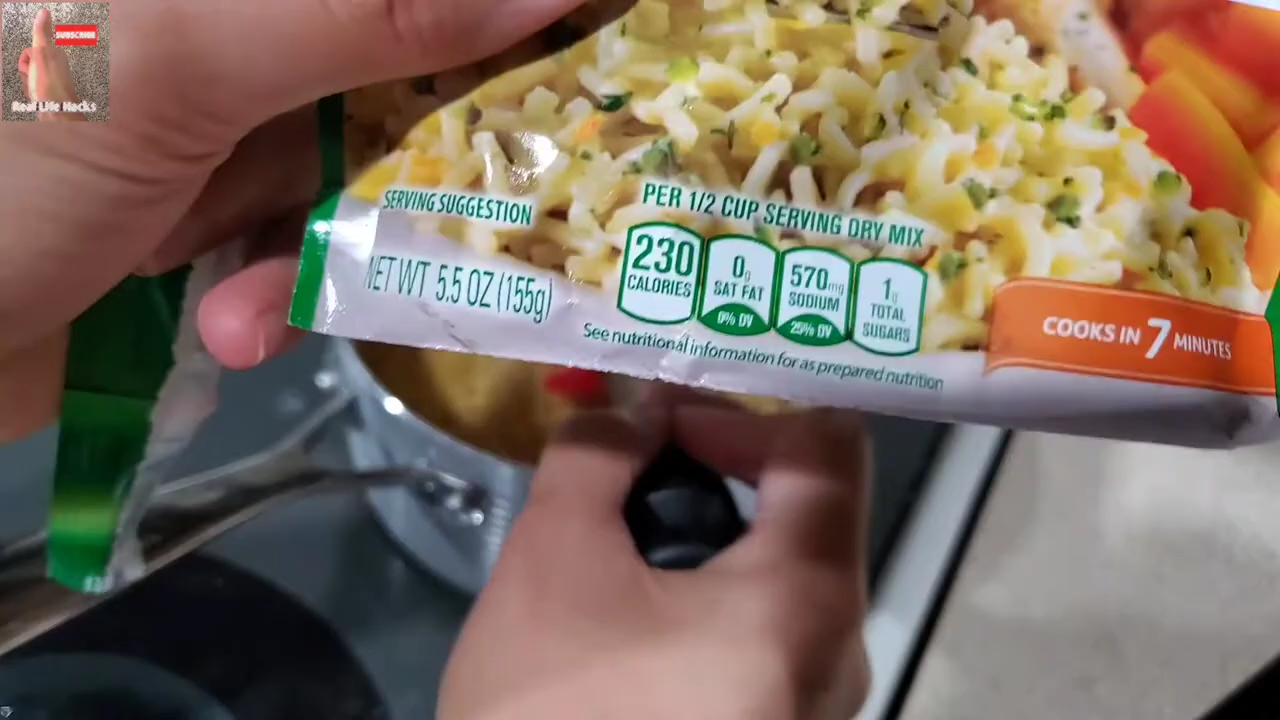 SUBSCRIBE
Real Life Hacks
SERVING SUGGESTION
NET WT 5.5 OZ (155g)
PER 1/2 CUP SERVING DRY MIX
230
CALORIES
0g
SAT FAT
0% DV
570mg
SODIUM
25% DV
1g
TOTAL
SUGARS
See nutritional information for as prepared nutrition
COOKS IN 7 MINUTES